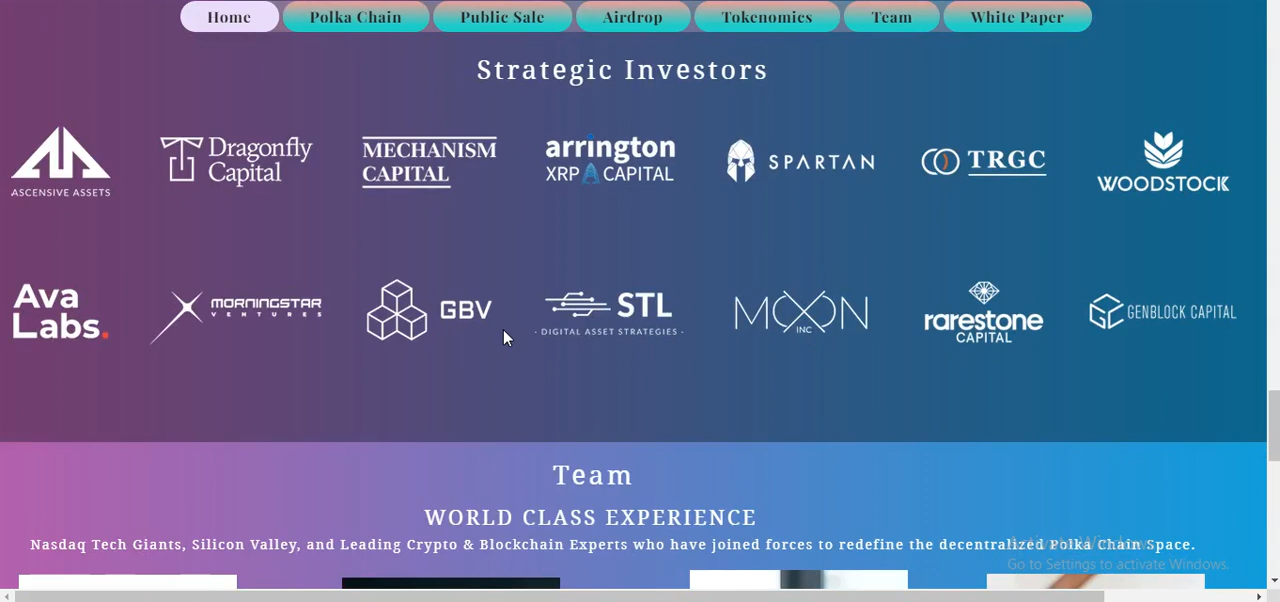 Home Polka Chain Public Sale Airdrop Tokenomics Team White Paper
Strategic Investors
ASCENSIVE ASSETS
Dragonfly
Capital
MECHANISM
CAPITAL
arrington
XRP CAPITAL
SPARTAN
TRGC
WOODSTOCK
Ava
Labs.
MORNINGSTAR
VENTURES
GBV
STL
· DIGITAL ASSET STRATEGIES ·
MOON
INC
rarestone
CAPITAL
GENBLOCK CAPITAL
Team
WORLD CLASS EXPERIENCE
Nasdaq Tech Giants, Silicon Valley, and Leading Crypto & Blockchain Experts who have joined forces to redefine the decentralized Polka Chain Space.
Activate Windows
Go to Settings to activate Windows.